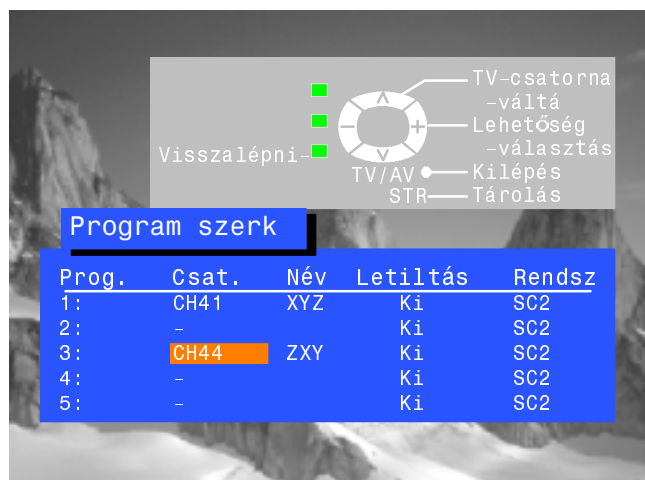 TV-csatorna
-váltá
Lehetőség
-választás
Visszalépni-
TV/AV Kilépés
STR Tárolás
Program szerk
Prog. Csat. Név Letiltás Rendsz
1: CH41 XYZ Ki SC2
2: - Ki SC2
3: CH44 ZXY Ki SC2
4: - Ki SC2
5: - Ki SC2